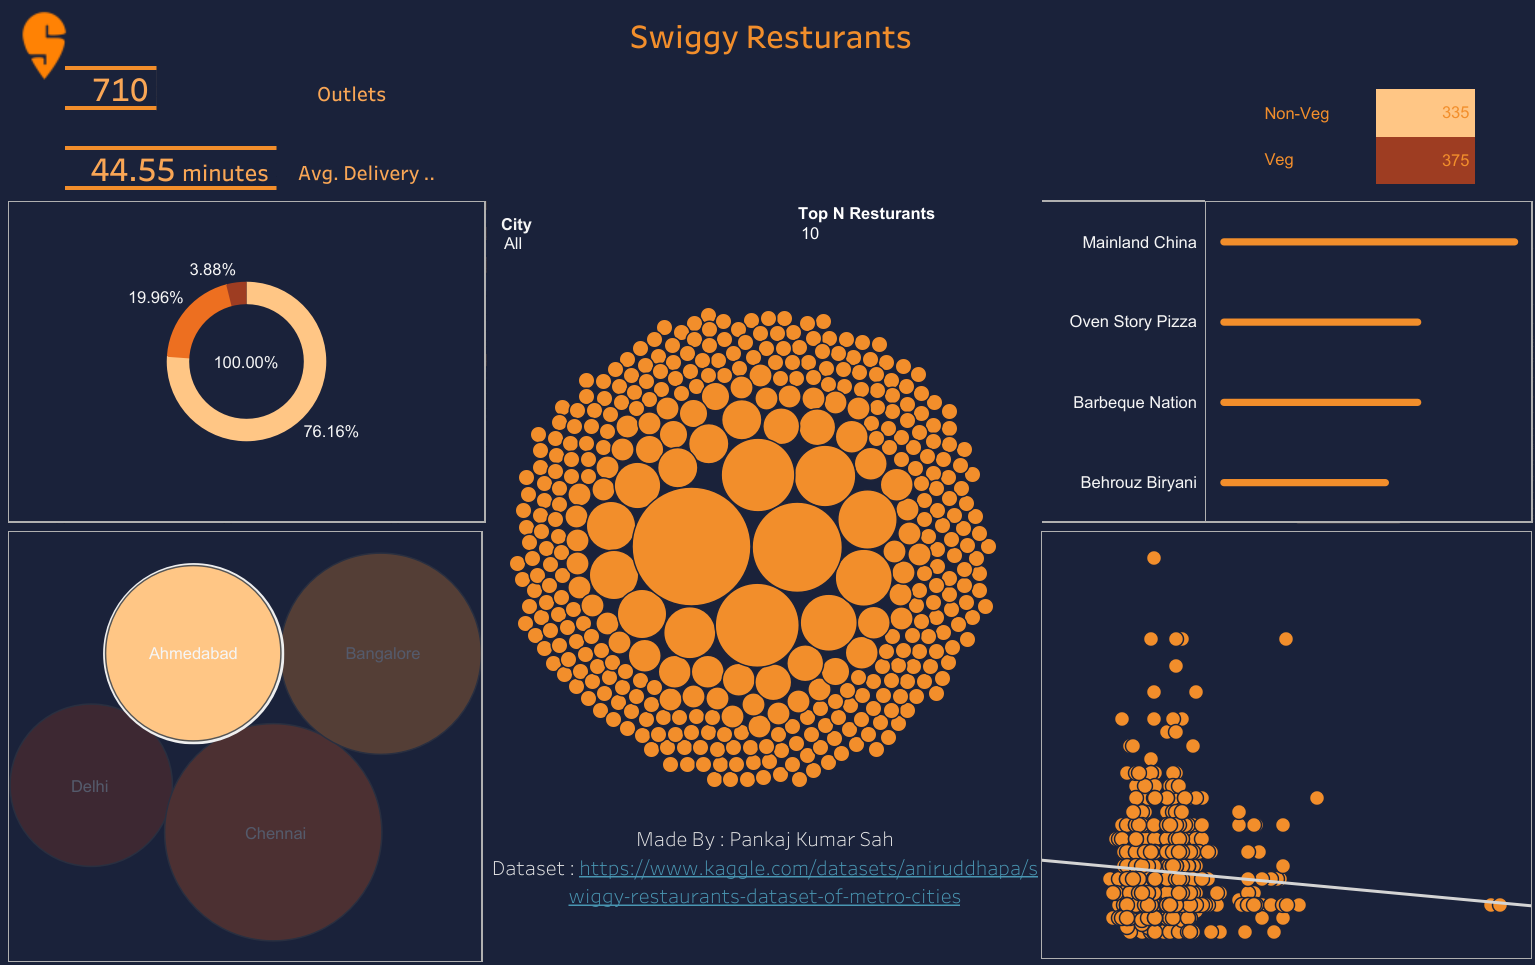 Swiggy Resturants
710
Outlets
44.55 minutes
Avg. Delivery ..
Non-Veg 335
Veg 375
City
All
Top N Resturants
10
3.88%
19.96%
100.00%
76.16%
Mainland China
Oven Story Pizza
Barbeque Nation
Behrouz Biryani
Ahmedabad
Bangalore
Delhi
Chennai
Made By : Pankaj Kumar Sah
Dataset : https://www.kaggle.com/datasets/aniruddhapa/s
wiggy-restaurants-dataset-of-metro-cities